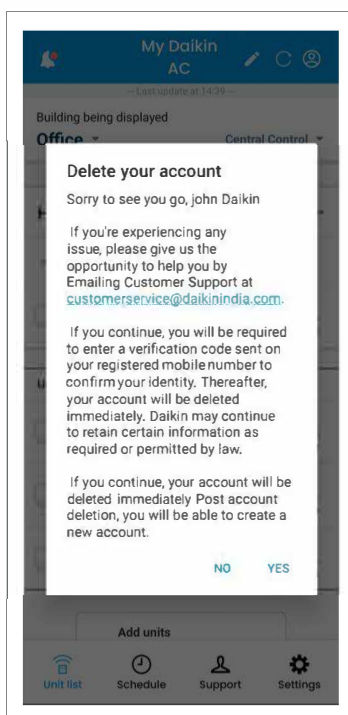 My Daikin
AC
-- Last update at 14:39 --
Building being displayed
Office
Central Control
Delete your account
Sorry to see you go, john Daikin
If you're experiencing any
issue, please give us the
opportunity to help you by
Emailing Customer Support at
customerservice@daikinindia.com.
If you continue, you will be required
to enter a verification code sent on
your registered mobile number to
confirm your identity. Thereafter,
your account will be deleted
immediately. Daikin may continue
to retain certain information as
required or permitted by law.
If you continue, your account will be
deleted immediately Post account
deletion, you will be able to create a
new account.
NO YES
Add units
Unit list Schedule Support Settings